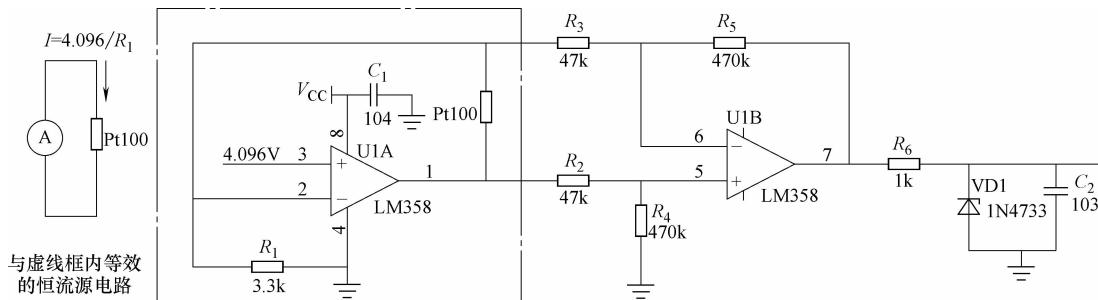 I=4.096/R₁
A
Pt100
与虚线框内等效
的恒流源电路
V_CC
C₁
104
8
4.096V
3
+
2
−
U1A
LM358
1
4
R₁
3.3k
Pt100
R₃
47k
R₂
47k
R₄
470k
R₅
470k
U1B
6
−
5
+
7
LM358
R₆
1k
VD1
1N4733
C₂
103